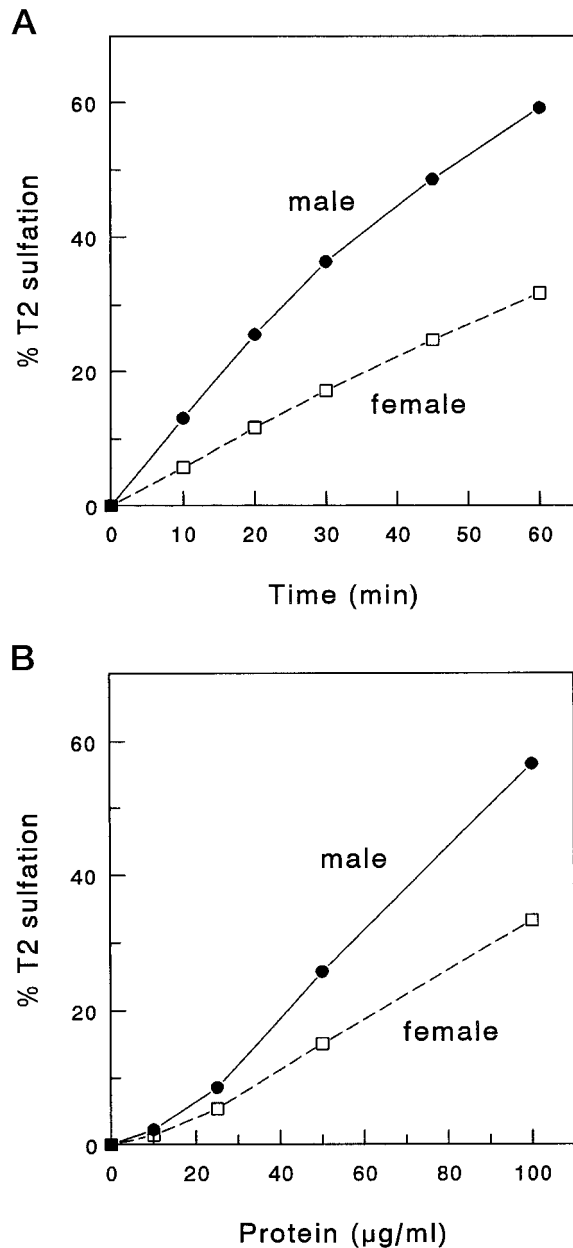 A
% T2 sulfation
60
40
20
0
male
female
0 10 20 30 40 50 60
Time (min)
B
% T2 sulfation
60
40
20
0
male
female
0 20 40 60 80 100
Protein (µg/ml)